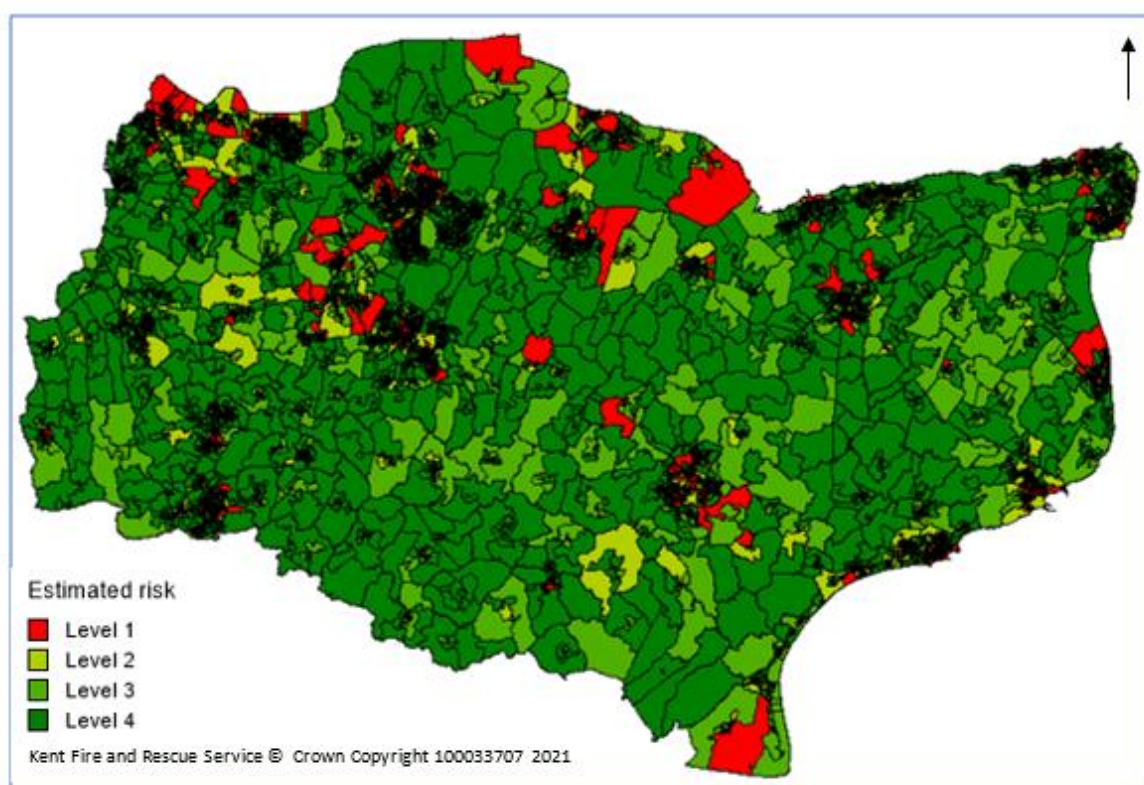 Estimated risk
Level 1
Level 2
Level 3
Level 4
Kent Fire and Rescue Service © Crown Copyright 100033707 2021